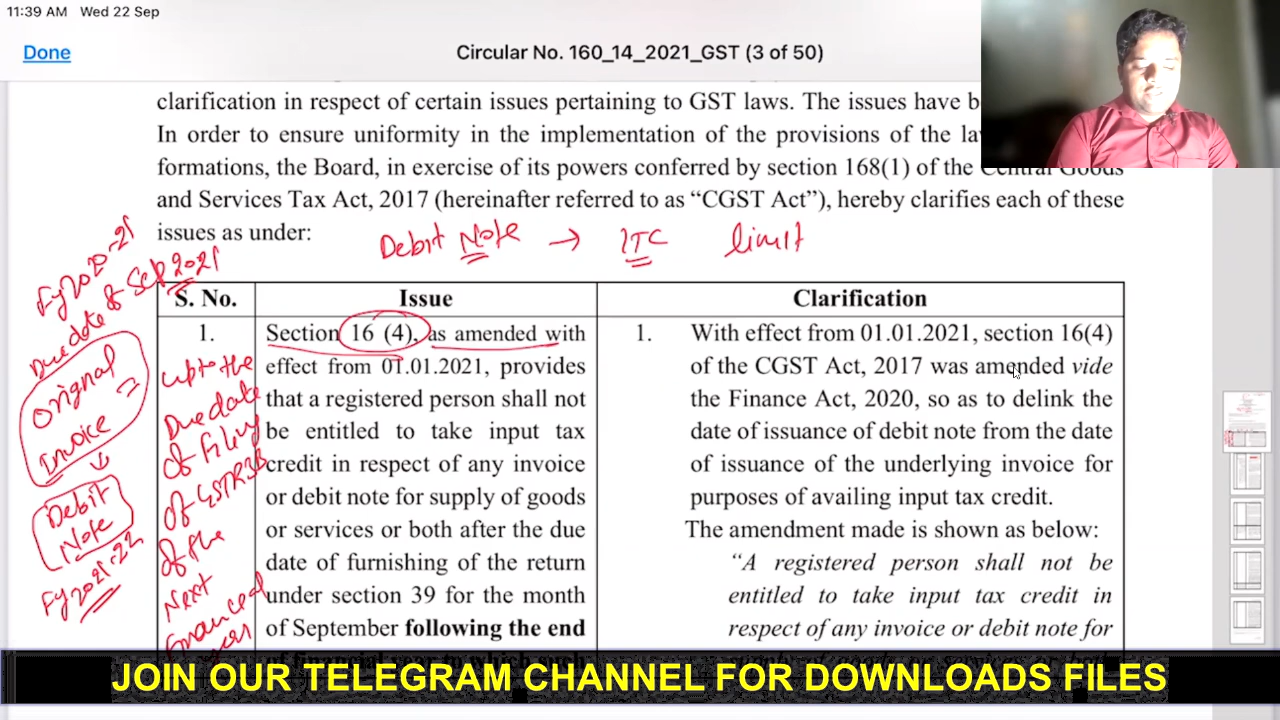 11:39 AM Wed 22 Sep
Done
Circular No. 160_14_2021_GST (3 of 50)
clarification in respect of certain issues pertaining to GST laws. The issues have b
In order to ensure uniformity in the implementation of the provisions of the la
formations, the Board, in exercise of its powers conferred by section 168(1) of the Central Goods
and Services Tax Act, 2017 (hereinafter referred to as “CGST Act”), hereby clarifies each of these
issues as under:
Debit Note → ITC limit
Fy 2020-21
Due date of Sep 2021
Original
Invoice
Debit
Note
Fy 2021-22
S. No.
1.
upto the
Due date
of Filing
of GSTR3B
of the
Next
Financial
Issue
Section 16 (4), as amended with
effect from 01.01.2021, provides
that a registered person shall not
be entitled to take input tax
credit in respect of any invoice
or debit note for supply of goods
or services or both after the due
date of furnishing of the return
under section 39 for the month
of September following the end
Clarification
1. With effect from 01.01.2021, section 16(4)
of the CGST Act, 2017 was amended vide
the Finance Act, 2020, so as to delink the
date of issuance of debit note from the date
of issuance of the underlying invoice for
purposes of availing input tax credit.
The amendment made is shown as below:
“A registered person shall not be
entitled to take input tax credit in
respect of any invoice or debit note for
JOIN OUR TELEGRAM CHANNEL FOR DOWNLOADS FILES